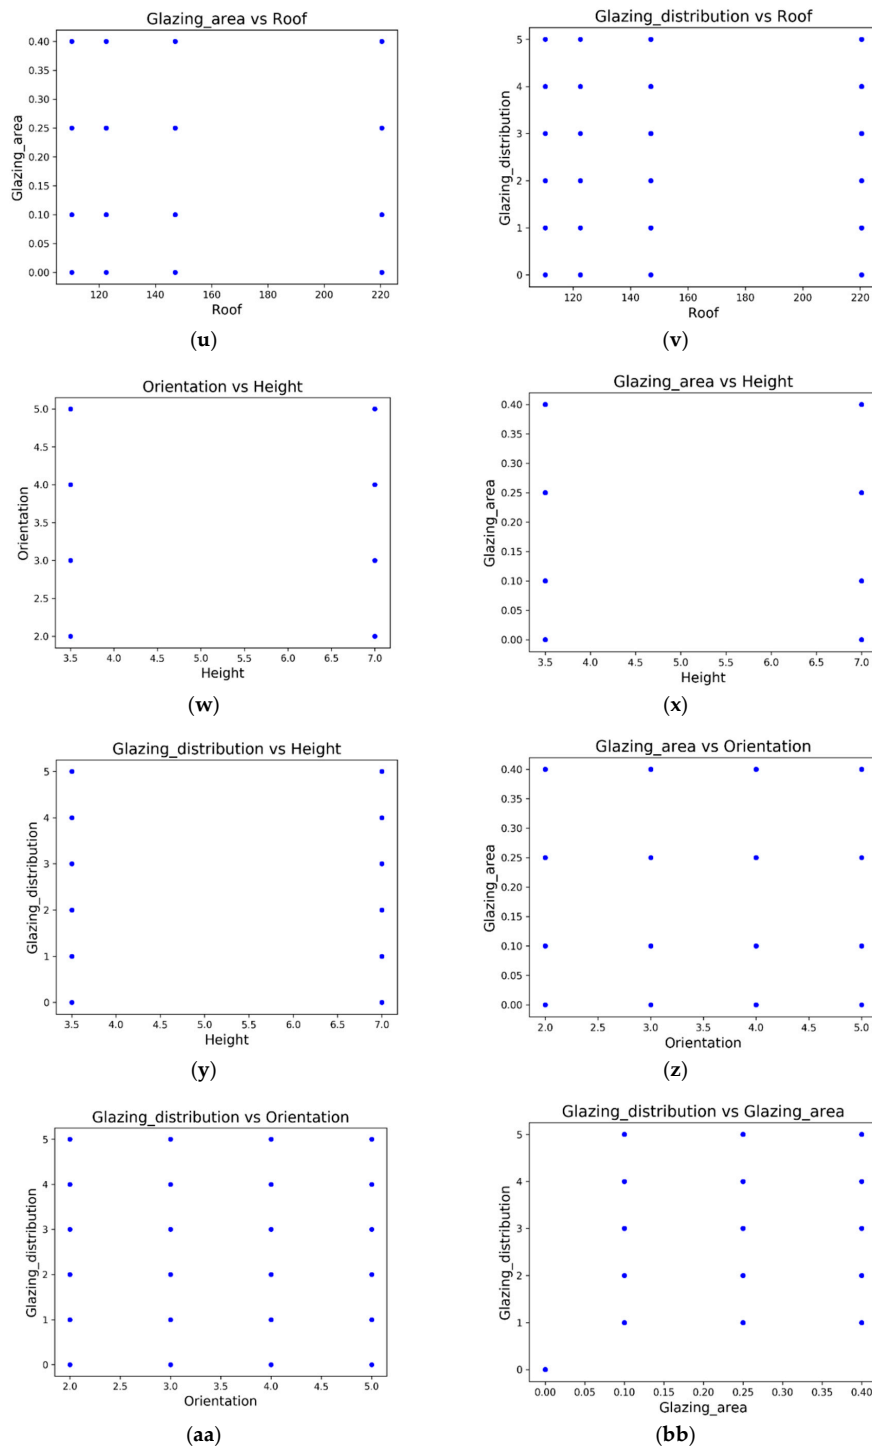 Glazing_area vs Roof
0.40
0.35
0.30
0.25
0.20
0.15
0.10
0.05
0.00
Glazing_area
120 140 160 180 200 220
Roof
(u)
Glazing_distribution vs Roof
5
4
3
2
1
0
Glazing_distribution
120 140 160 180 200 220
Roof
(v)
Orientation vs Height
5.0
4.5
4.0
3.5
3.0
2.5
2.0
Orientation
3.5 4.0 4.5 5.0 5.5 6.0 6.5 7.0
Height
(w)
Glazing_area vs Height
0.40
0.35
0.30
0.25
0.20
0.15
0.10
0.05
0.00
Glazing_area
3.5 4.0 4.5 5.0 5.5 6.0 6.5 7.0
Height
(x)
Glazing_distribution vs Height
5
4
3
2
1
0
Glazing_distribution
3.5 4.0 4.5 5.0 5.5 6.0 6.5 7.0
Height
(y)
Glazing_area vs Orientation
0.40
0.35
0.30
0.25
0.20
0.15
0.10
0.05
0.00
Glazing_area
2.0 2.5 3.0 3.5 4.0 4.5 5.0
Orientation
(z)
Glazing_distribution vs Orientation
5
4
3
2
1
0
Glazing_distribution
2.0 2.5 3.0 3.5 4.0 4.5 5.0
Orientation
(aa)
Glazing_distribution vs Glazing_area
5
4
3
2
1
0
Glazing_distribution
0.00 0.05 0.10 0.15 0.20 0.25 0.30 0.35 0.40
Glazing_area
(bb)